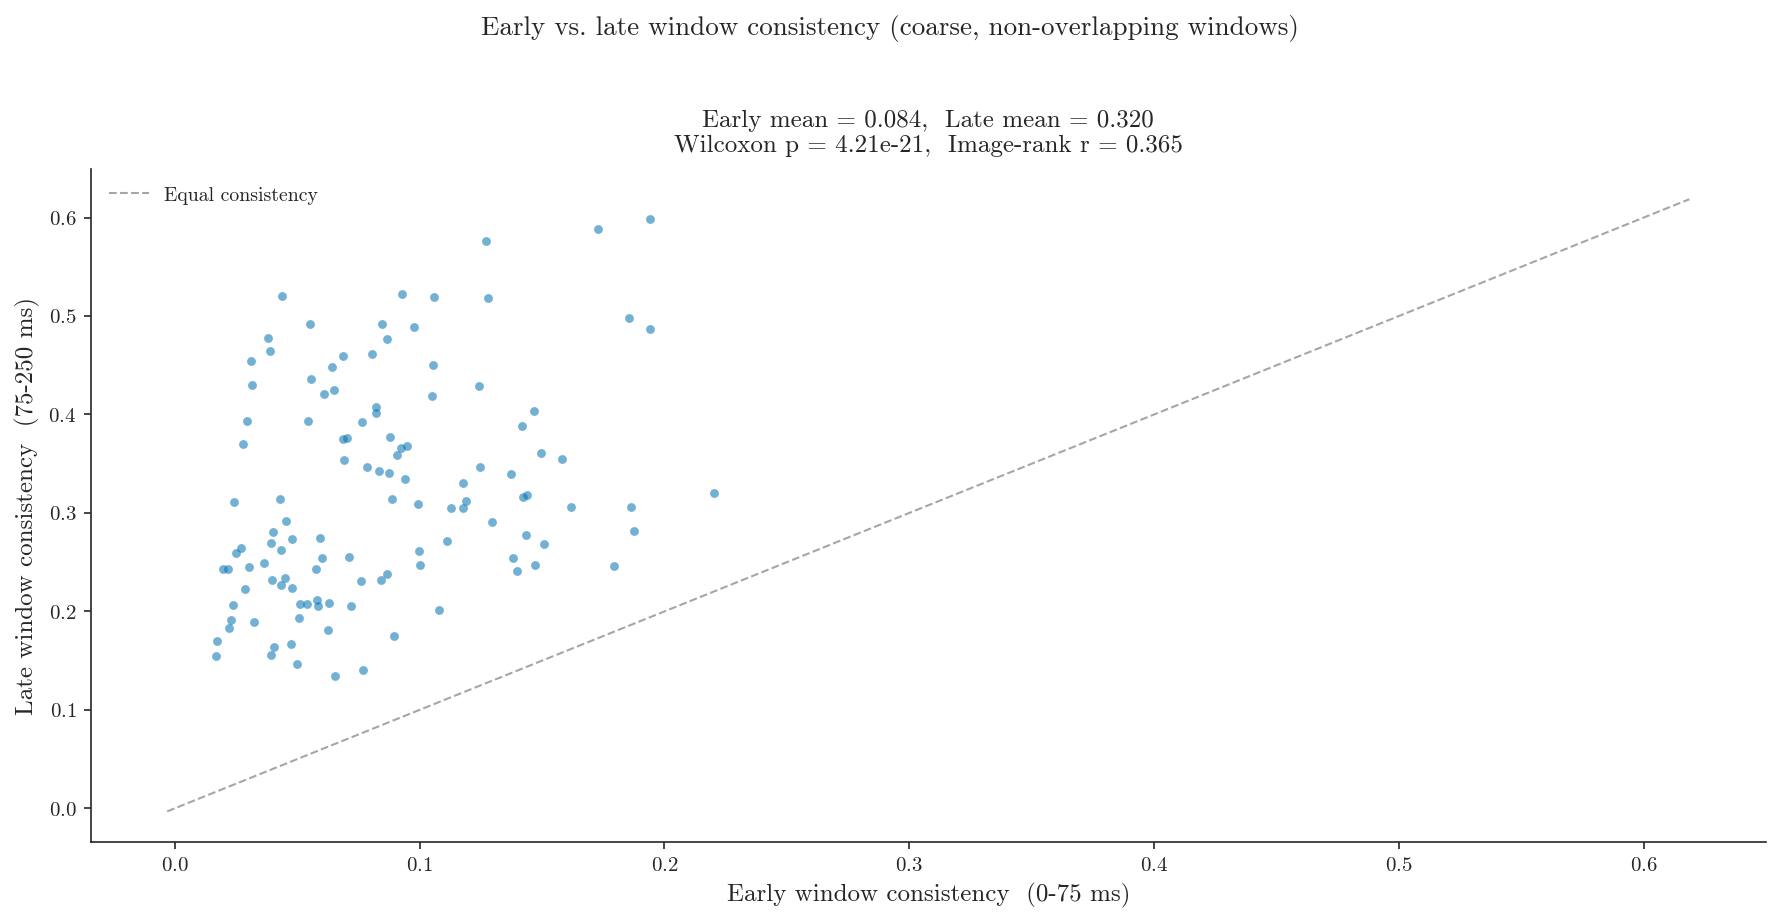 Early vs. late window consistency (coarse, non-overlapping windows)
Early mean = 0.084,  Late mean = 0.320
Wilcoxon p = 4.21e-21,  Image-rank r = 0.365
Equal consistency
Late window consistency  (75-250 ms)
0.6
0.5
0.4
0.3
0.2
0.1
0.0
0.0 0.1 0.2 0.3 0.4 0.5 0.6
Early window consistency  (0-75 ms)